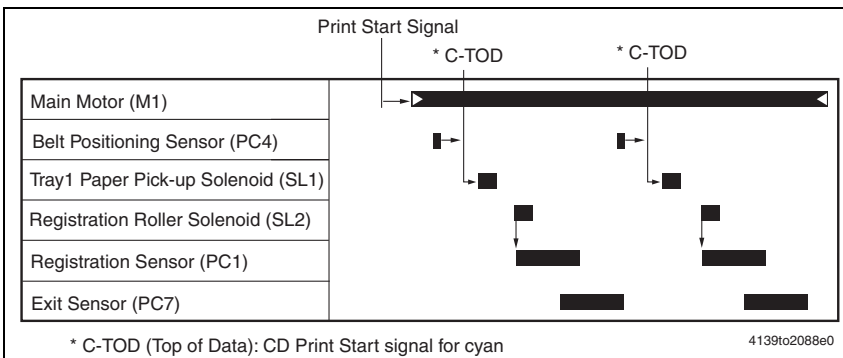 Print Start Signal
* C-TOD
* C-TOD
Main Motor (M1)
Belt Positioning Sensor (PC4)
Tray1 Paper Pick-up Solenoid (SL1)
Registration Roller Solenoid (SL2)
Registration Sensor (PC1)
Exit Sensor (PC7)
* C-TOD (Top of Data): CD Print Start signal for cyan
4139to2088e0